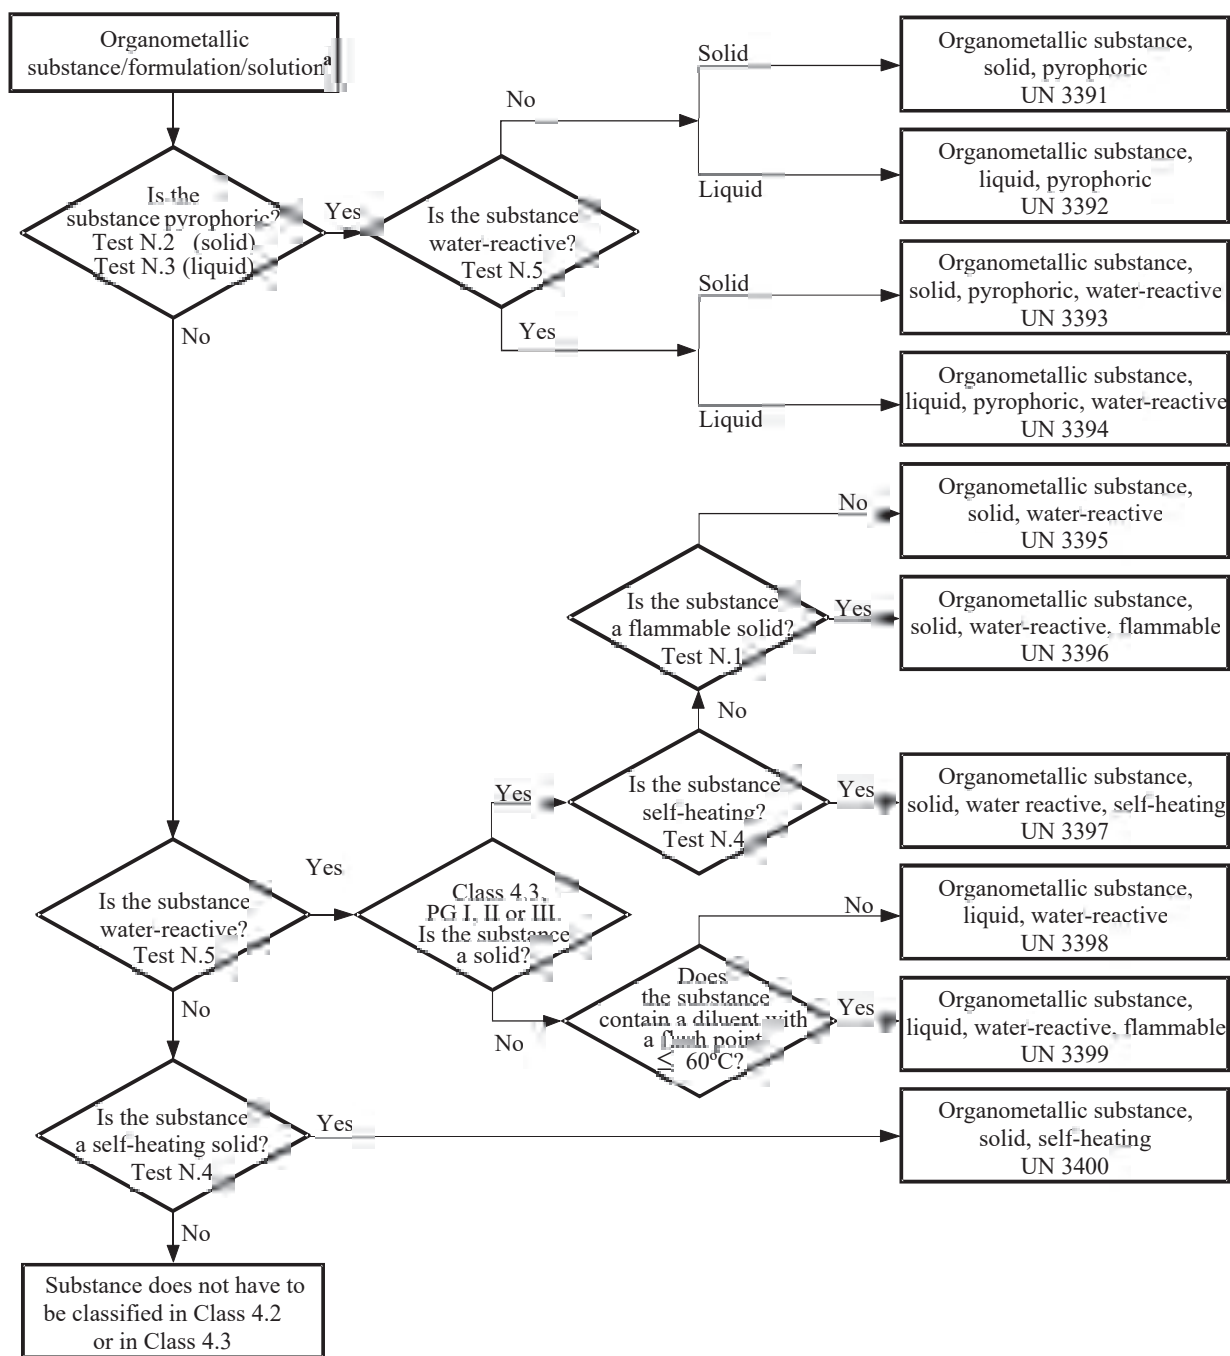 Organometallic
substance/formulation/solution a
Is the
substance pyrophoric?
Test N.2 (solid)
Test N.3 (liquid)
Yes
No
Is the substance
water-reactive?
Test N.5
No
Yes
Solid
Liquid
Solid
Liquid
Organometallic substance,
solid, pyrophoric
UN 3391
Organometallic substance,
liquid, pyrophoric
UN 3392
Organometallic substance,
solid, pyrophoric, water-reactive
UN 3393
Organometallic substance,
liquid, pyrophoric, water-reactive
UN 3394
No
Organometallic substance,
solid, water-reactive
UN 3395
Is the substance
a flammable solid?
Test N.1
Yes
Organometallic substance,
solid, water-reactive, flammable
UN 3396
No
Is the substance
self-heating?
Test N.4
Yes
Organometallic substance,
solid, water reactive, self-heating
UN 3397
Yes
Is the substance
water-reactive?
Test N.5
Yes
Class 4.3,
PG I, II or III
Is the substance
a solid?
No
No
Organometallic substance,
liquid, water-reactive
UN 3398
Does
the substance
contain a diluent with
a point
≤ 60ºC?
Yes
Organometallic substance,
liquid, water-reactive, flammable
UN 3399
No
Is the substance
a self-heating solid?
Test N.4
Yes
Organometallic substance,
solid, self-heating
UN 3400
No
Substance does not have to
be classified in Class 4.2
or in Class 4.3